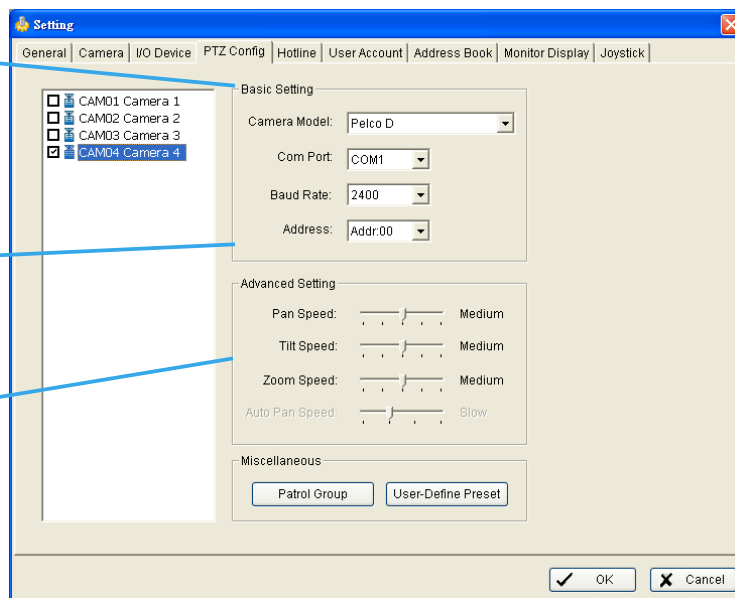 Setting
General Camera I/O Device PTZ Config Hotline User Account Address Book Monitor Display Joystick
CAM01 Camera 1
CAM02 Camera 2
CAM03 Camera 3
CAM04 Camera 4
Basic Setting
Camera Model: Pelco D
Com Port: COM1
Baud Rate: 2400
Address: Addr:00
Advanced Setting
Pan Speed: Medium
Tilt Speed: Medium
Zoom Speed: Medium
Auto Pan Speed: Slow
Miscellaneous
Patrol Group User-Define Preset
OK Cancel